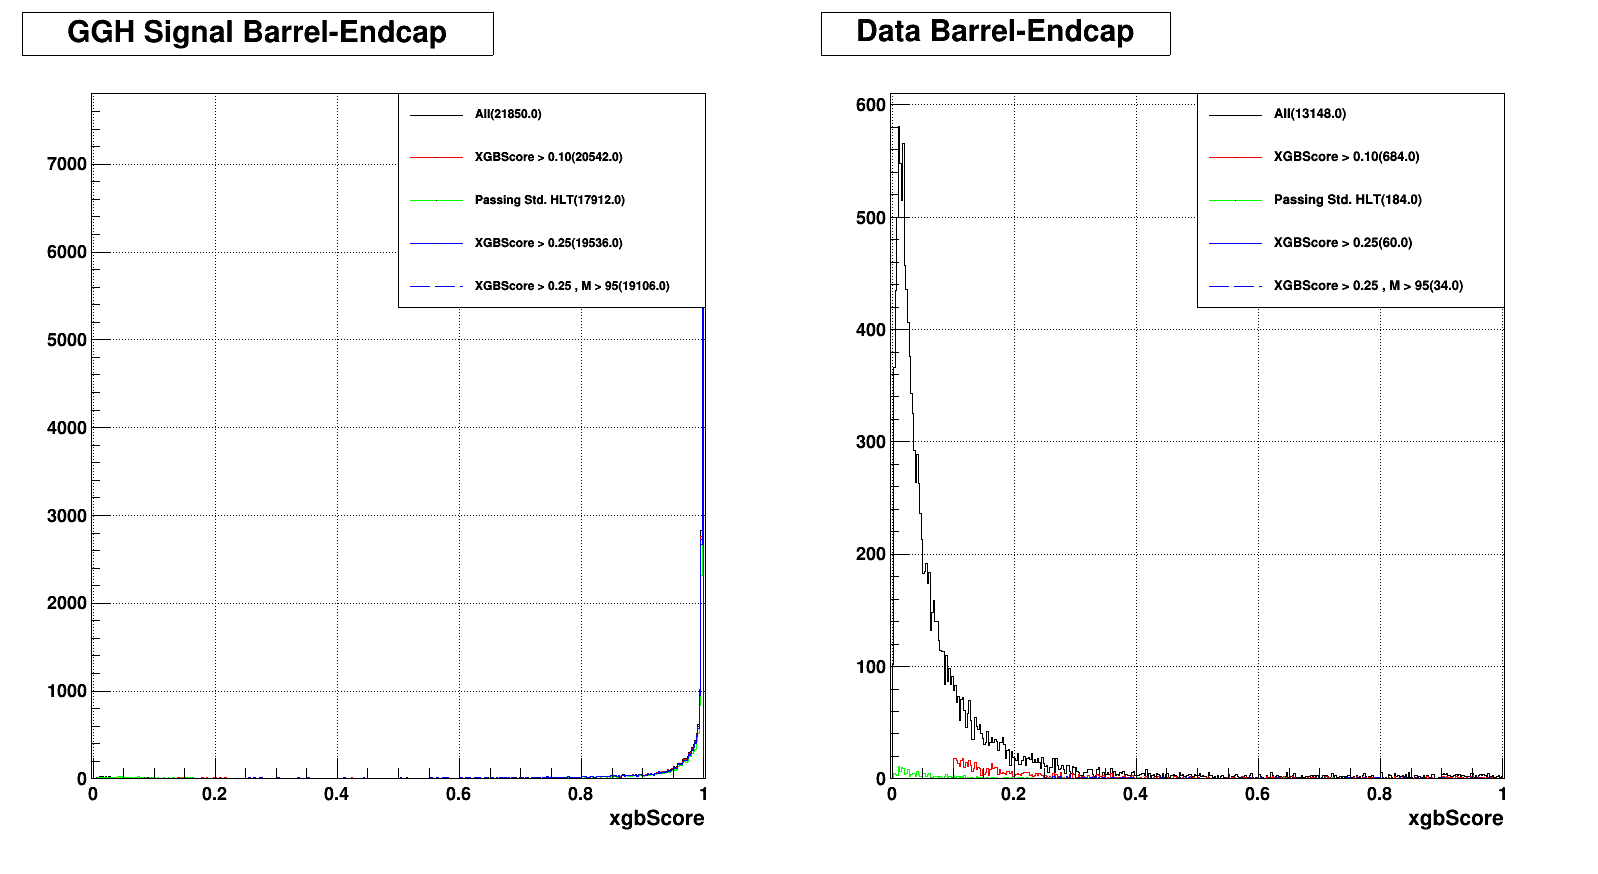 GGH Signal Barrel-Endcap
7000
6000
5000
4000
3000
2000
1000
0
0 0.2 0.4 0.6 0.8 1
xgbScore
All(21850.0)
XGBScore > 0.10(20542.0)
Passing Std. HLT(17912.0)
XGBScore > 0.25(19536.0)
XGBScore > 0.25 , M > 95(19106.0)
Data Barrel-Endcap
600
500
400
300
200
100
0
0 0.2 0.4 0.6 0.8 1
xgbScore
All(13148.0)
XGBScore > 0.10(684.0)
Passing Std. HLT(184.0)
XGBScore > 0.25(60.0)
XGBScore > 0.25 , M > 95(34.0)